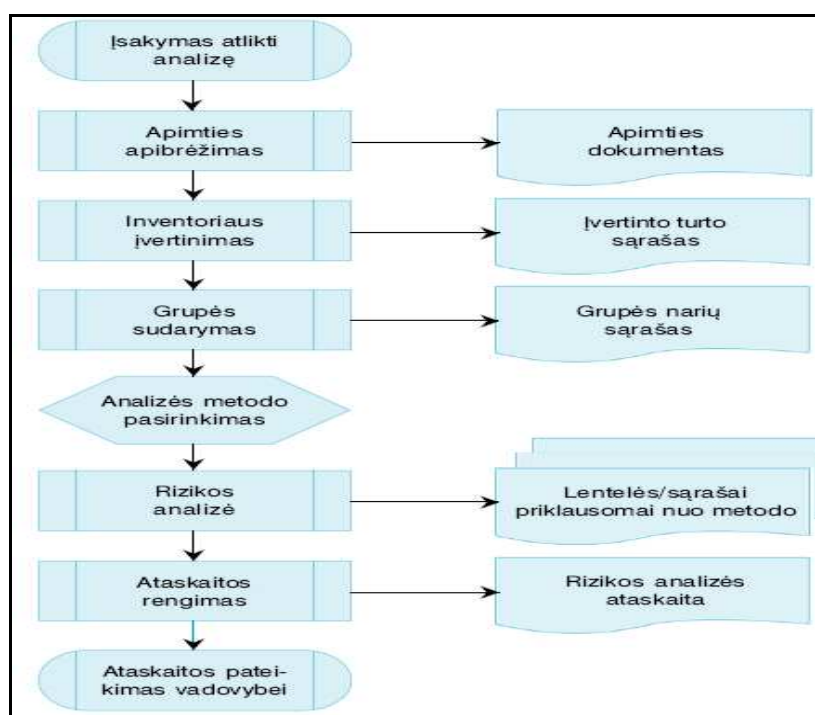 Įsakymas atlikti
analizę
Apimties
apibrėžimas
Apimties
dokumentas
Inventoriaus
įvertinimas
Įvertinto turto
sąrašas
Grupės
sudarymas
Grupės narių
sąrašas
Analizės metodo
pasirinkimas
Rizikos
analizė
Lentelės/sąrašai
priklausomai nuo metodo
Ataskaitos
rengimas
Rizikos analizės
ataskaita
Ataskaitos patei-
kimas vadovybei